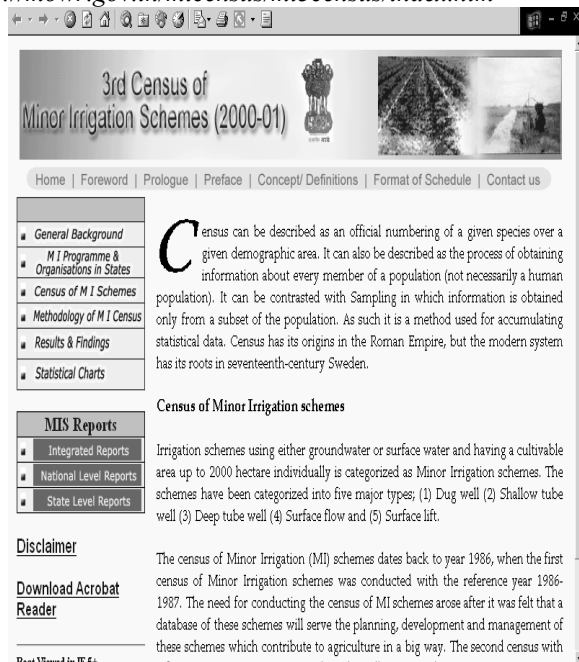 3rd Census of
Minor Irrigation Schemes (2000-01)
Home | Foreword | Prologue | Preface | Concept/ Definitions | Format of Schedule | Contact us
General Background
M I Programme &
Organisations in States
Census of M I Schemes
Methodology of M I Census
Results & Findings
Statistical Charts
MIS Reports
Integrated Reports
National Level Reports
State Level Reports
Disclaimer
Download Acrobat
Reader
Census can be described as an official numbering of a given species over a
given demographic area. It can also be described as the process of obtaining
information about every member of a population (not necessarily a human
population). It can be contrasted with Sampling in which information is obtained
only from a subset of the population. As such it is a method used for accumulating
statistical data. Census has its origins in the Roman Empire, but the modern system
has its roots in seventeenth-century Sweden.
Census of Minor Irrigation schemes
Irrigation schemes using either groundwater or surface water and having a cultivable
area up to 2000 hectare individually is categorized as Minor Irrigation schemes. The
schemes have been categorized into five major types; (1) Dug well (2) Shallow tube
well (3) Deep tube well (4) Surface flow and (5) Surface lift.
The census of Minor Irrigation (MI) schemes dates back to year 1986, when the first
census of Minor Irrigation schemes was conducted with the reference year 1986-
1987. The need for conducting the census of MI schemes arose after it was felt that a
database of these schemes will serve the planning, development and management of
these schemes which contribute to agriculture in a big way. The second census with